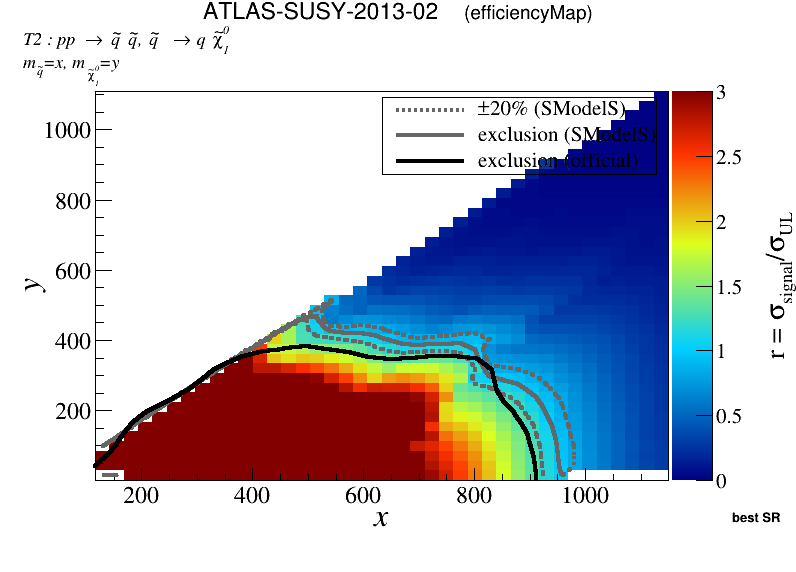 ATLAS-SUSY-2013-02 (efficiencyMap)
T2 : pp → q̃ q̃, q̃ → q χ̃₁⁰
m_q̃=x, m_χ̃₁⁰=y
±20% (SModelS)
exclusion (SModelS)
exclusion (official)
1000
800
600
400
200
y
200 400 600 800 1000
x
3
2.5
2
1.5
1
0.5
0
r = σ_signal/σ_UL
best SR